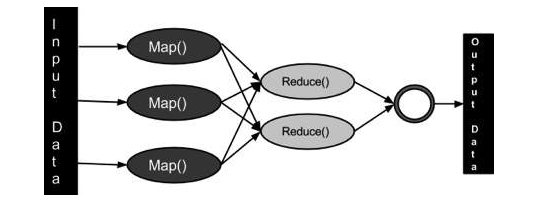 Input Data
Map()
Map()
Map()
Reduce()
Reduce()
Output Data